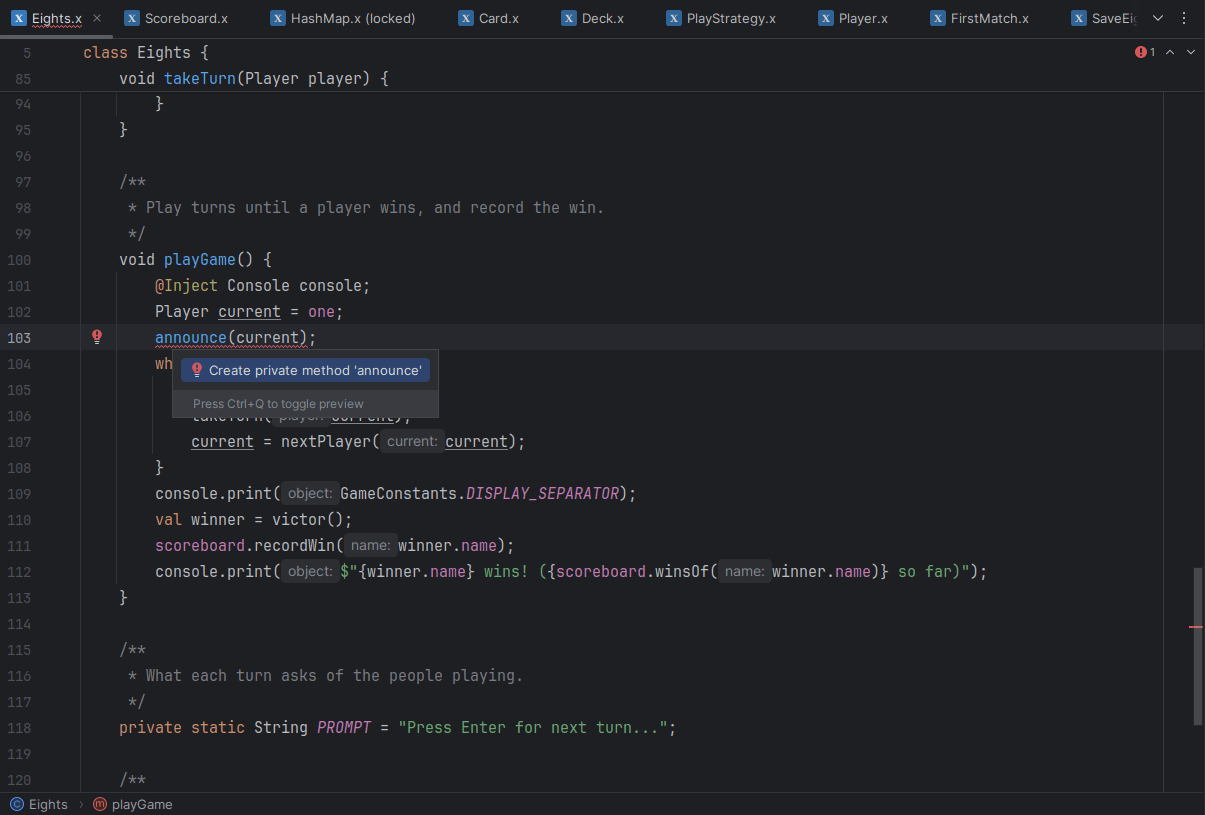 Eights.x
Scoreboard.x
HashMap.x (locked)
Card.x
Deck.x
PlayStrategy.x
Player.x
FirstMatch.x
5 class Eights {
1
85 void takeTurn(Player player) {
94 }
95 }
96
97 /**
98 * Play turns until a player wins, and record the win.
99 */
100 void playGame() {
101 @Inject Console console;
102 Player current = one;
103 announce(current);
104 wh
Create private method 'announce'
105
Press Ctrl+Q to toggle preview
106
107 current = nextPlayer( current: current);
108 }
109 console.print( object: GameConstants.DISPLAY_SEPARATOR);
110 val winner = victor();
111 scoreboard.recordWin( name: winner.name);
112 console.print( object: $"{winner.name} wins! ({scoreboard.winsOf( name: winner.name)} so far)");
113 }
114
115 /**
116 * What each turn asks of the people playing.
117 */
118 private static String PROMPT = "Press Enter for next turn...";
119
120 /**
Eights › playGame